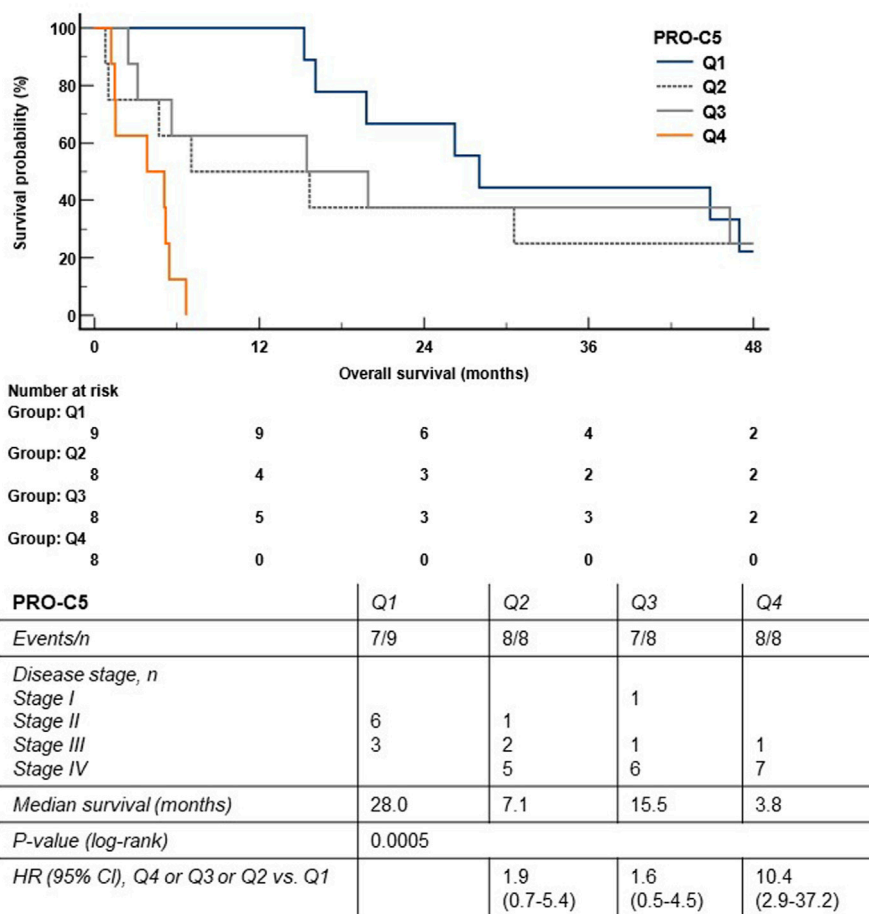 PRO-C5
Q1
Q2
Q3
Q4
Survival probability (%)
100
80
60
40
20
0
0 12 24 36 48
Overall survival (months)
Number at risk
Group: Q1
9 9 6 4 2
Group: Q2
8 4 3 2 2
Group: Q3
8 5 3 3 2
Group: Q4
8 0 0 0 0
PRO-C5 Q1 Q2 Q3 Q4
Events/n 7/9 8/8 7/8 8/8
Disease stage, n
Stage I 1
Stage II 6 1
Stage III 3 2 1 1
Stage IV 5 6 7
Median survival (months) 28.0 7.1 15.5 3.8
P-value (log-rank) 0.0005
HR (95% CI), Q4 or Q3 or Q2 vs. Q1 1.9 1.6 10.4
(0.7-5.4) (0.5-4.5) (2.9-37.2)